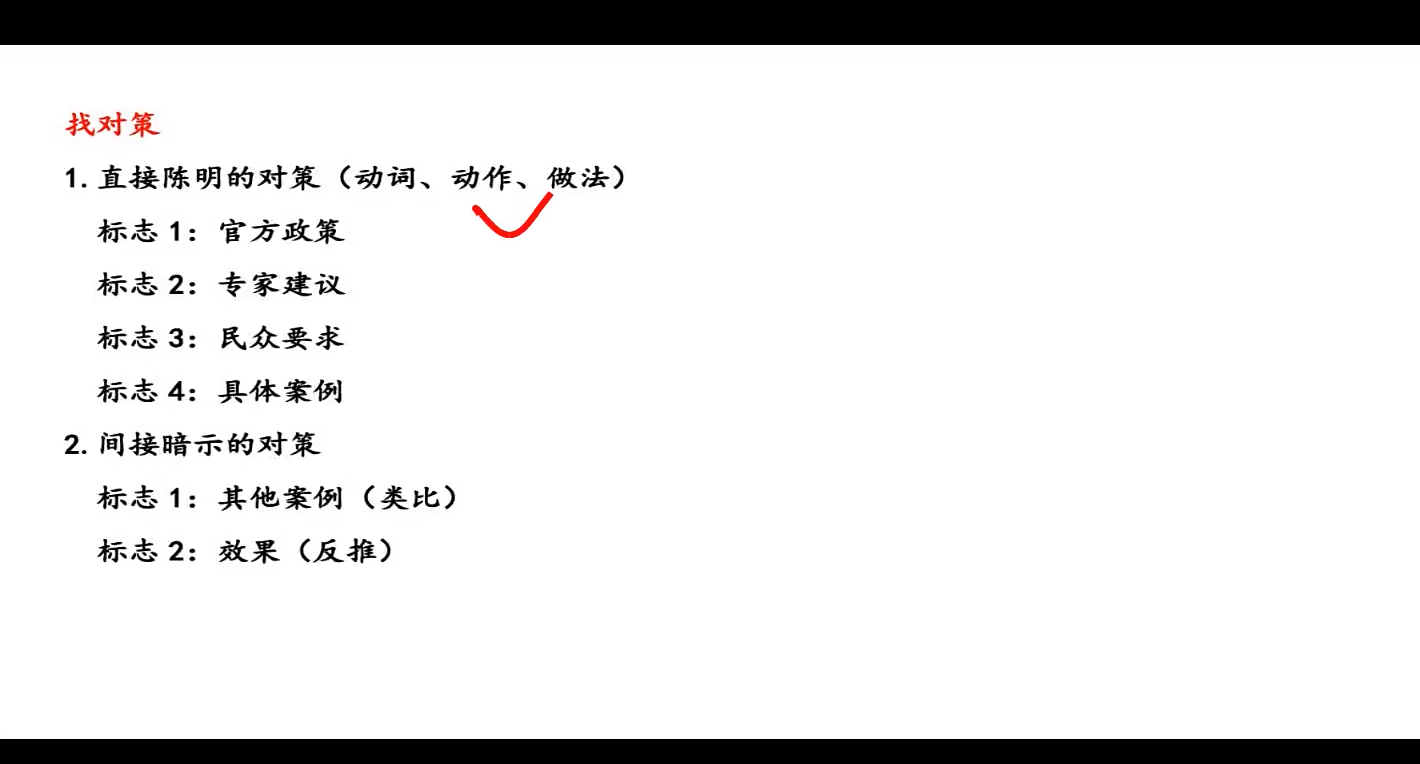 找对策
1. 直接陈明的对策（动词、动作、做法）
标志 1：官方政策
标志 2：专家建议
标志 3：民众要求
标志 4：具体案例
2. 间接暗示的对策
标志 1：其他案例（类比）
标志 2：效果（反推）